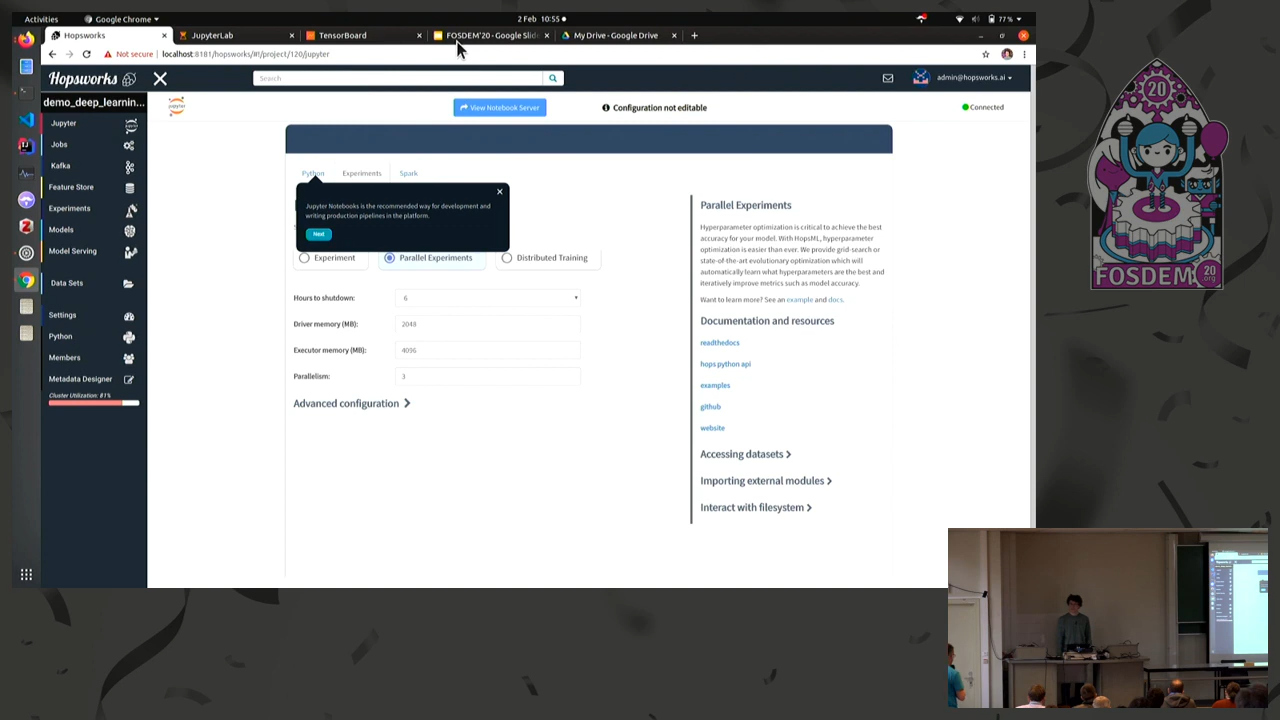 Activities
Google Chrome
2 Feb 10:55
77 %
Hopsworks
JupyterLab
TensorBoard
FOSDEM'20 - Google Slid
My Drive - Google Drive
Not secure
localhost:8181/hopsworks/#!/project/120/jupyter
Hopsworks
Search
admin@hopsworks.ai
demo_deep_learnin...
jupyter
View Notebook Server
Configuration not editable
Connected
Jupyter
Jobs
Kafka
Feature Store
Experiments
Models
Model Serving
Data Sets
Settings
Python
Members
Metadata Designer
Cluster Utilization: 81%
Python
Experiments
Spark
Jupyter Notebooks is the recommended way for development and
writing production pipelines in the platform.
Next
Experiment
Parallel Experiments
Distributed Training
Hours to shutdown:
6
Driver memory (MB):
2048
Executor memory (MB):
4096
Parallelism:
3
Advanced configuration
Parallel Experiments
Hyperparameter optimization is critical to achieve the best
accuracy for your model. With HopsML, hyperparameter
optimization is easier than ever. We provide grid-search or
state-of-the-art evolutionary optimization which will
automatically learn what hyperparameters are the best and
iteratively improve metrics such as model accuracy.
Want to learn more? See an example and docs.
Documentation and resources
readthedocs
hops python api
examples
github
website
Accessing datasets
Importing external modules
Interact with filesystem
20
FOSDEM
20
.org